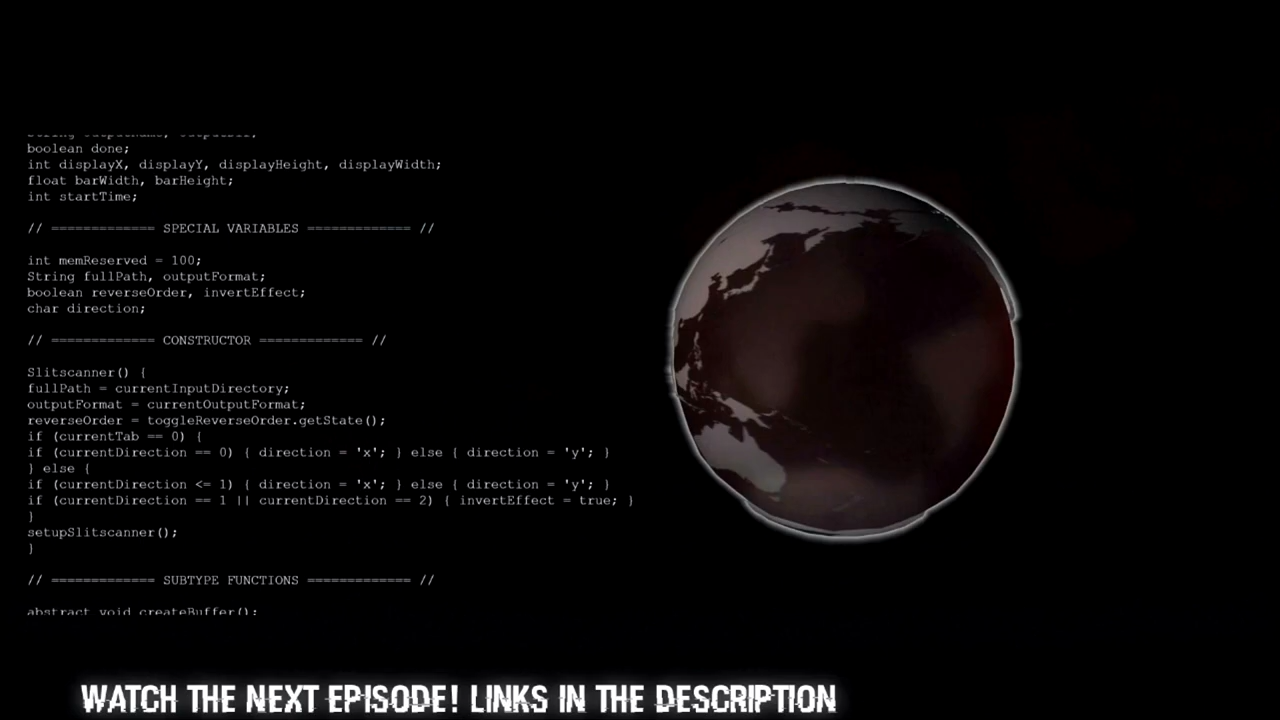 boolean done;
int displayX, displayY, displayHeight, displayWidth;
float barWidth, barHeight;
int startTime;
// ============= SPECIAL VARIABLES ============= //
int memReserved = 100;
String fullPath, outputFormat;
boolean reverseOrder, invertEffect;
char direction;
// ============= CONSTRUCTOR ============= //
Slitscanner() {
fullPath = currentInputDirectory;
outputFormat = currentOutputFormat;
reverseOrder = toggleReverseOrder.getState();
if (currentTab == 0) {
if (currentDirection == 0) { direction = 'x'; } else { direction = 'y'; }
} else {
if (currentDirection <= 1) { direction = 'x'; } else { direction = 'y'; }
if (currentDirection == 1 || currentDirection == 2) { invertEffect = true; }
}
setupSlitscanner();
}
// ============= SUBTYPE FUNCTIONS ============= //
abstract void createBuffer();
WATCH THE NEXT EPISODE! LINKS IN THE DESCRIPTION